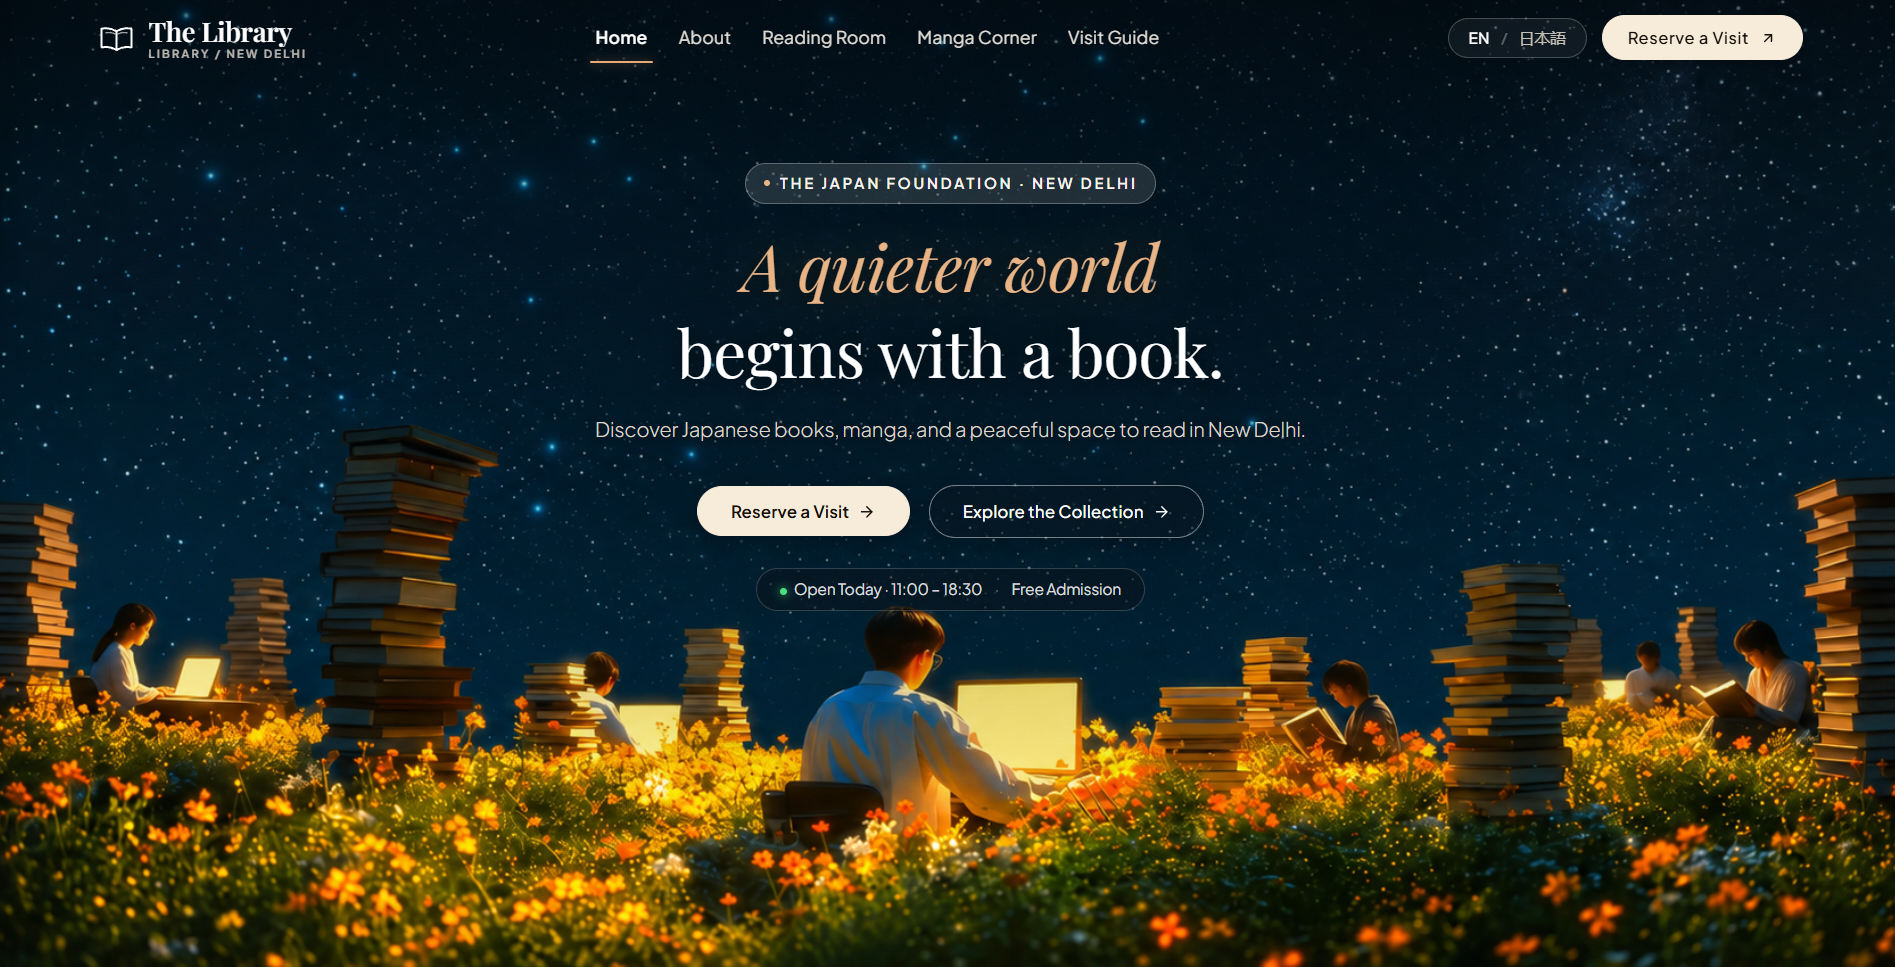 The Library
LIBRARY / NEW DELHI
Home
About
Reading Room
Manga Corner
Visit Guide
EN / 日本語
Reserve a Visit ↗
• THE JAPAN FOUNDATION · NEW DELHI
A quieter world
begins with a book.
Discover Japanese books, manga, and a peaceful space to read in New Delhi.
Reserve a Visit →
Explore the Collection →
Open Today · 11:00 – 18:30 · Free Admission